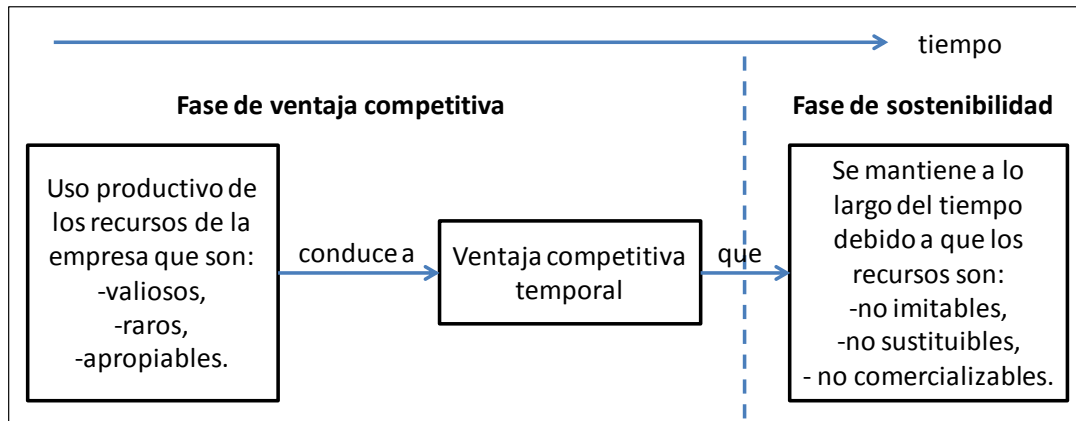 tiempo
Fase de ventaja competitiva
Fase de sostenibilidad
Uso productivo de
los recursos de la
empresa que son:
-valiosos,
-raros,
-apropiables.
conduce a
Ventaja competitiva
temporal
que
Se mantiene a lo
largo del tiempo
debido a que los
recursos son:
-no imitables,
-no sustituibles,
- no comercializables.